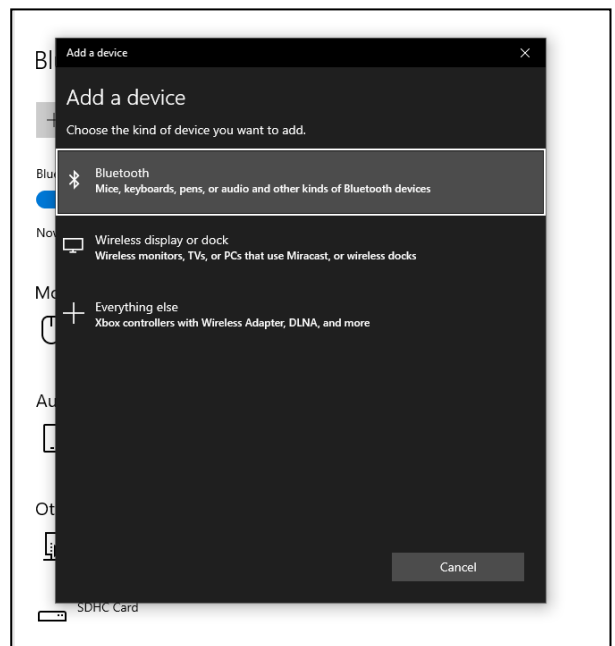 Add a device
Add a device
Choose the kind of device you want to add.
Bluetooth
Mice, keyboards, pens, or audio and other kinds of Bluetooth devices
Wireless display or dock
Wireless monitors, TVs, or PCs that use Miracast, or wireless docks
Everything else
Xbox controllers with Wireless Adapter, DLNA, and more
Cancel
SDHC Card